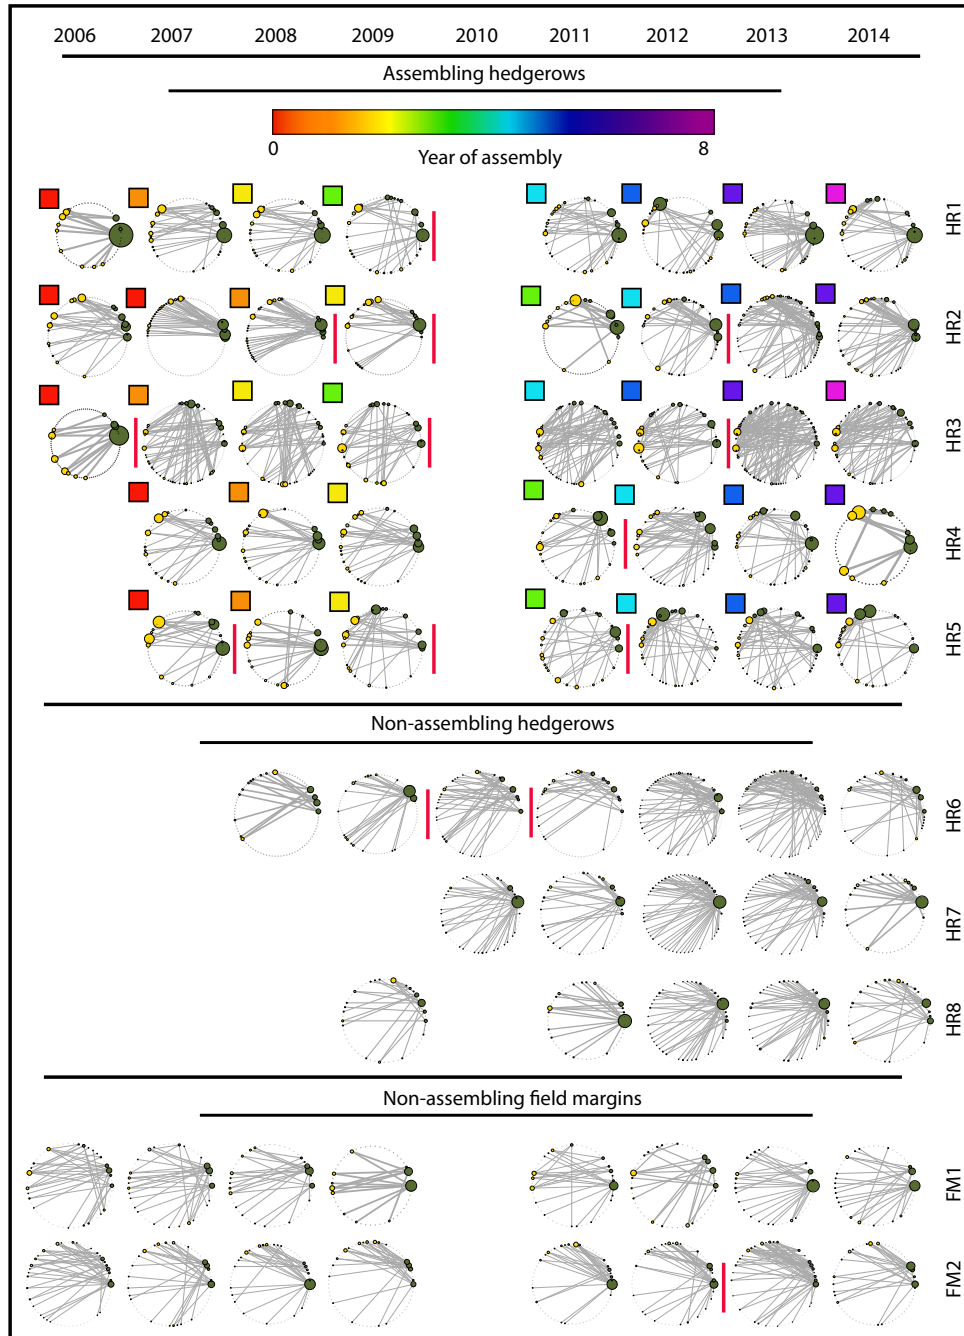 2006 2007 2008 2009 2010 2011 2012 2013 2014
Assembling hedgerows
0 8
Year of assembly
HR1
HR2
HR3
HR4
HR5
Non-assembling hedgerows
HR6
HR7
HR8
Non-assembling field margins
FM1
FM2